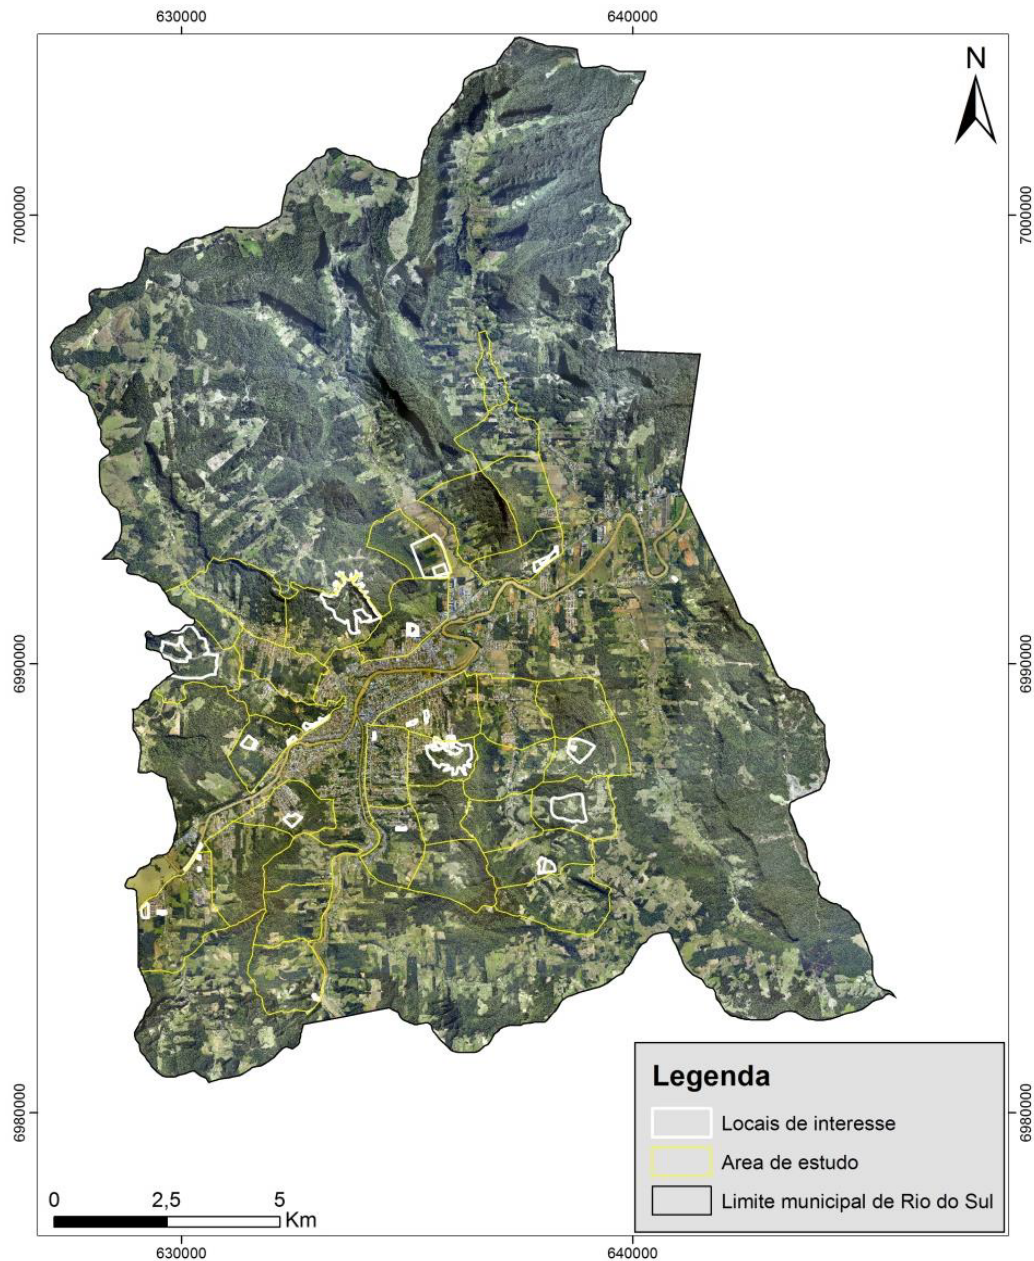 630000
640000
N
7000000
7000000
6990000
6990000
6980000
6980000
Legenda
Locais de interesse
Area de estudo
Limite municipal de Rio do Sul
0
2,5
5
Km
630000
640000